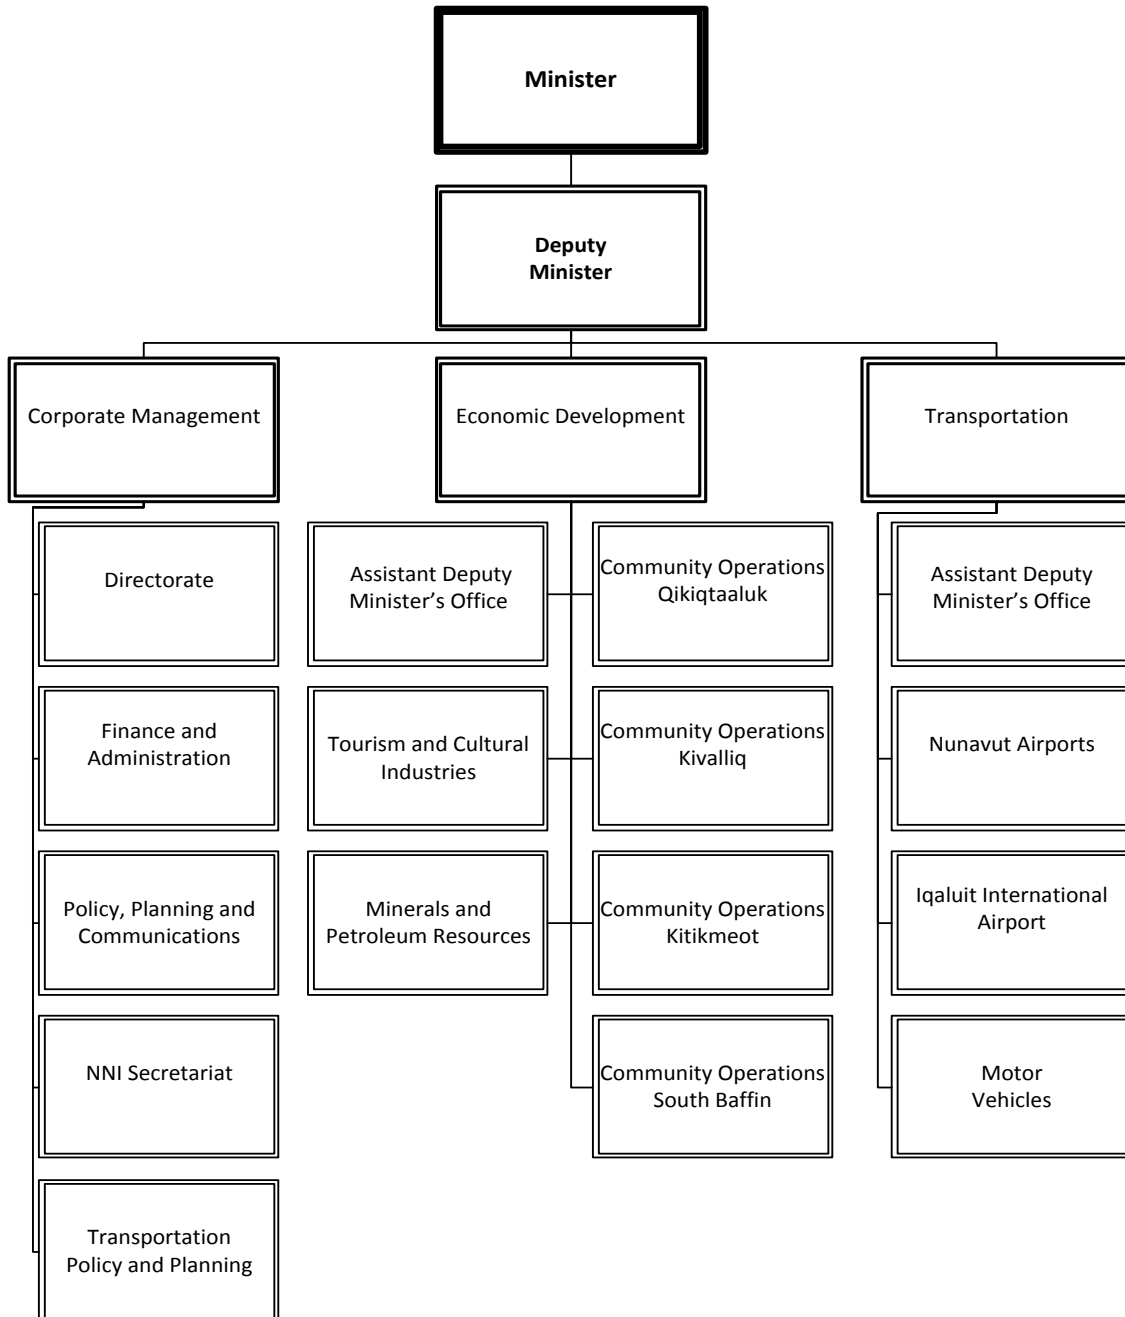 Minister
Deputy
Minister
Corporate Management
Economic Development
Transportation
Directorate
Assistant Deputy
Minister’s Office
Community Operations
Qikiqtaaluk
Assistant Deputy
Minister’s Office
Finance and
Administration
Tourism and Cultural
Industries
Community Operations
Kivalliq
Nunavut Airports
Policy, Planning and
Communications
Minerals and
Petroleum Resources
Community Operations
Kitikmeot
Iqaluit International
Airport
NNI Secretariat
Community Operations
South Baffin
Motor
Vehicles
Transportation
Policy and Planning